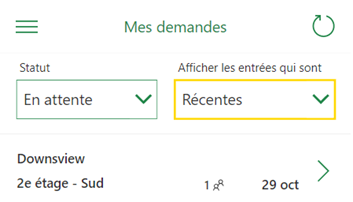 Mes demandes
Statut
Afficher les entrées qui sont
En attente
Récentes
Downsview
2e étage - Sud
1
29 oct